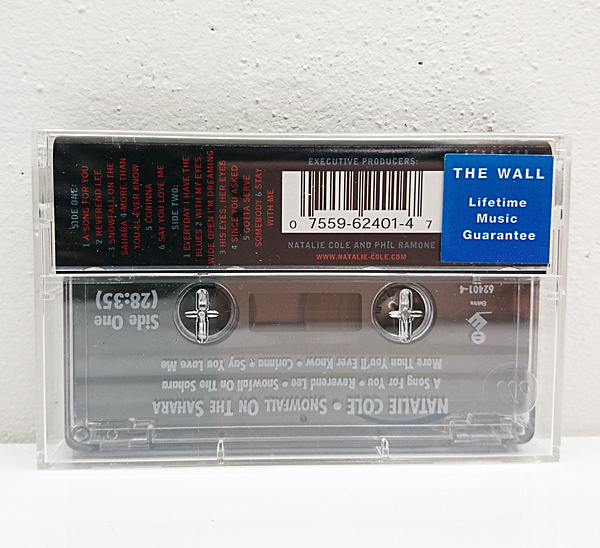 SIDE ONE:
1 A SONG FOR YOU
2 REVEREND LEE
3 SNOWFALL ON THE
SAHARA 4 MORE THAN
YOU'LL EVER KNOW
5 CORINNA
6 SAY YOU LOVE ME
SIDE TWO:
1 EVERYDAY I HAVE THE
BLUES 2 WITH MY EYES
WIDE OPEN I'M DREAMING
3 HIS EYES, HER EYES
4 SINCE YOU ASKED
5 GOTTA SERVE
SOMEBODY 6 STAY
WITH ME
EXECUTIVE PRODUCERS:
0 7559-62401-4 7
NATALIE COLE AND PHIL RAMONE
WWW.NATALIE-COLE.COM
THE WALL
Lifetime
Music
Guarantee
NATALIE COLE • SNOWFALL ON THE SAHARA
A Song For You • Reverend Lee • Snowfall On The Sahara
More Than You'll Ever Know • Corinna • Say You Love Me
Side One
(28:35)
Elektra
62401-4